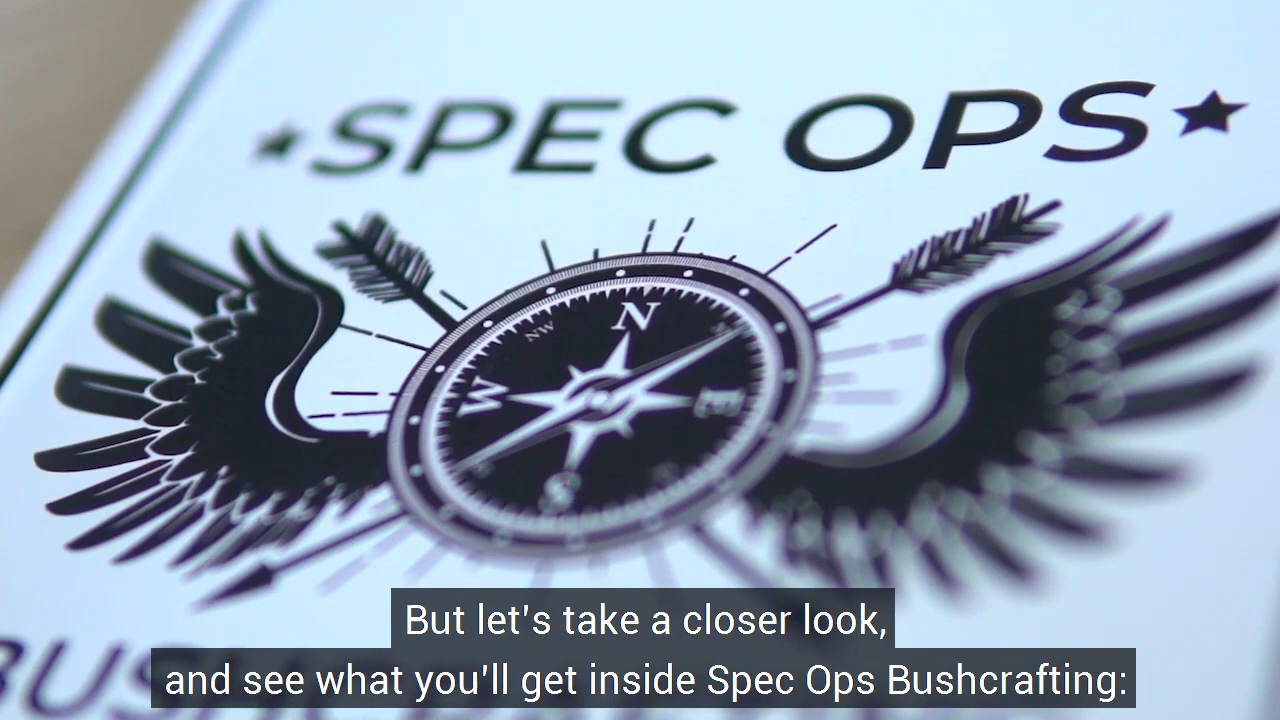 ★SPEC OPS★
NW N
W E
S
But let's take a closer look,
and see what you'll get inside Spec Ops Bushcrafting: